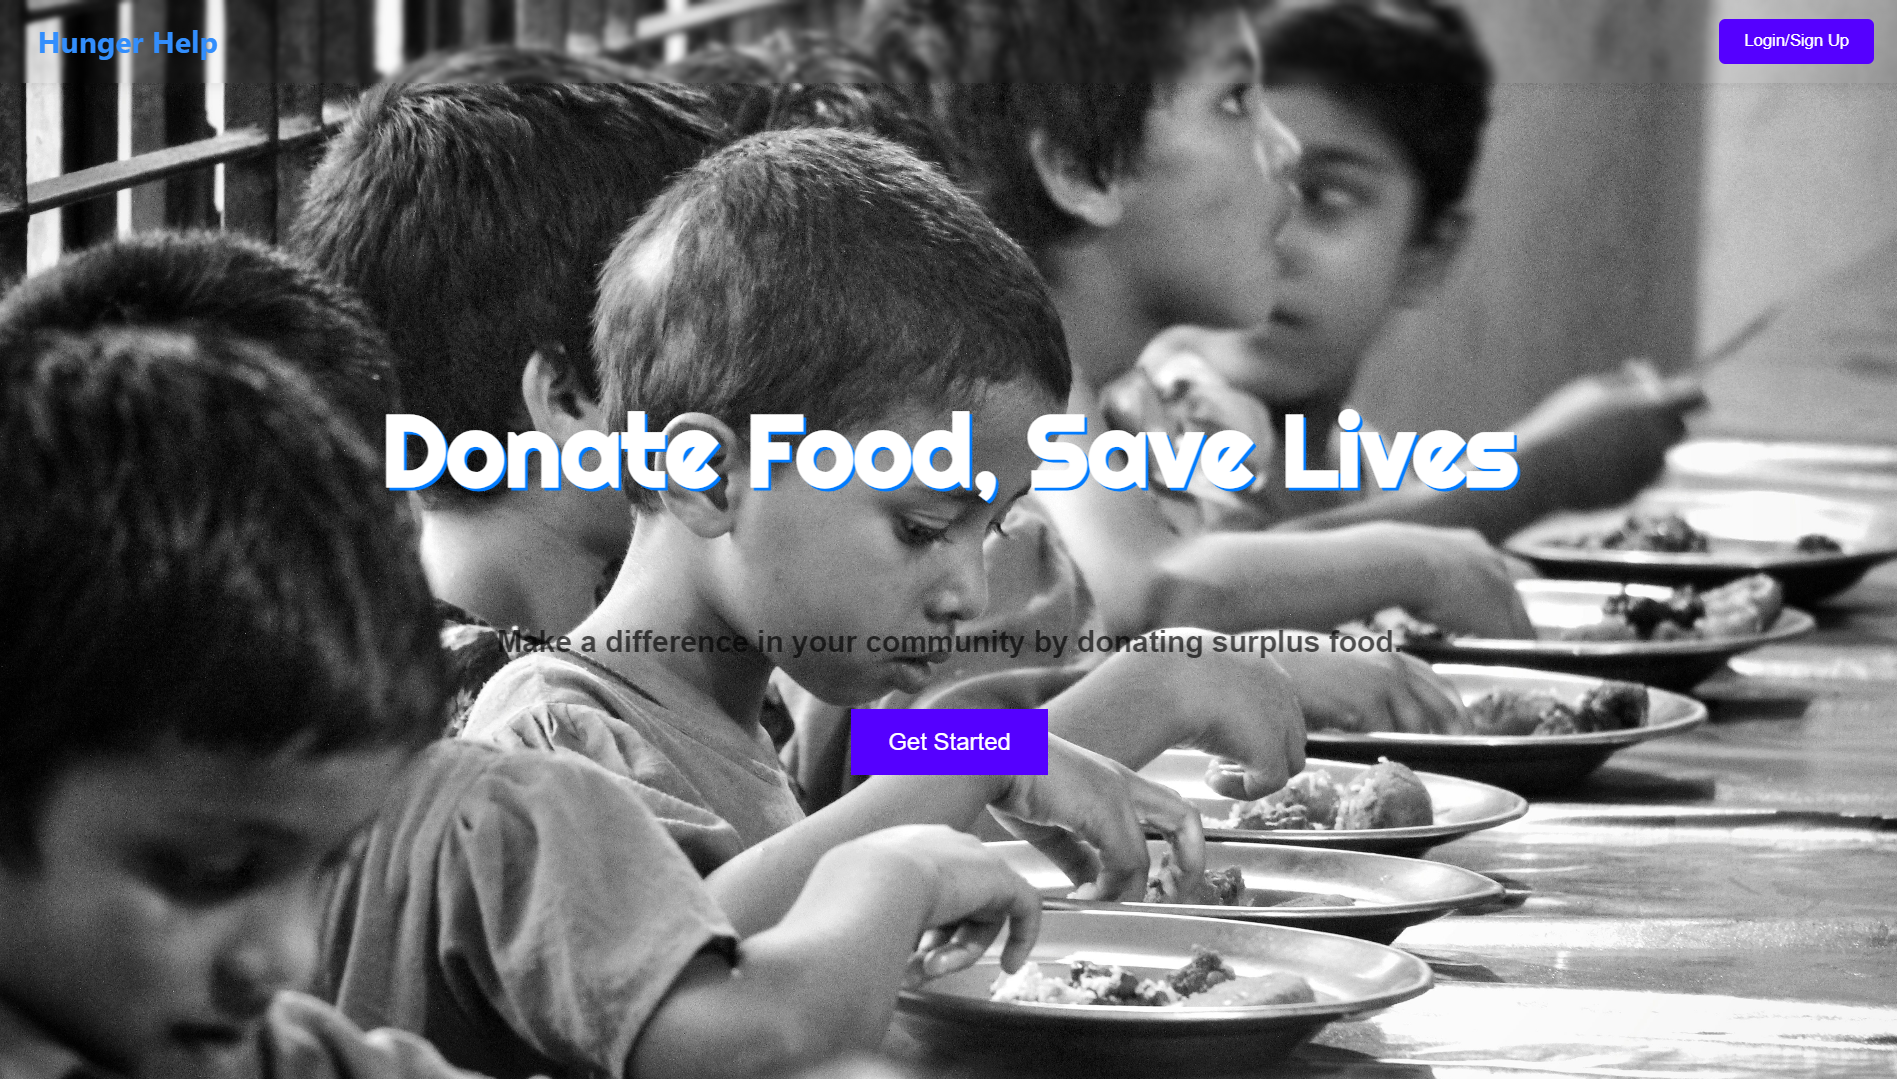 Hunger Help
Login/Sign Up
Donate Food, Save Lives
Make a difference in your community by donating surplus food.
Get Started